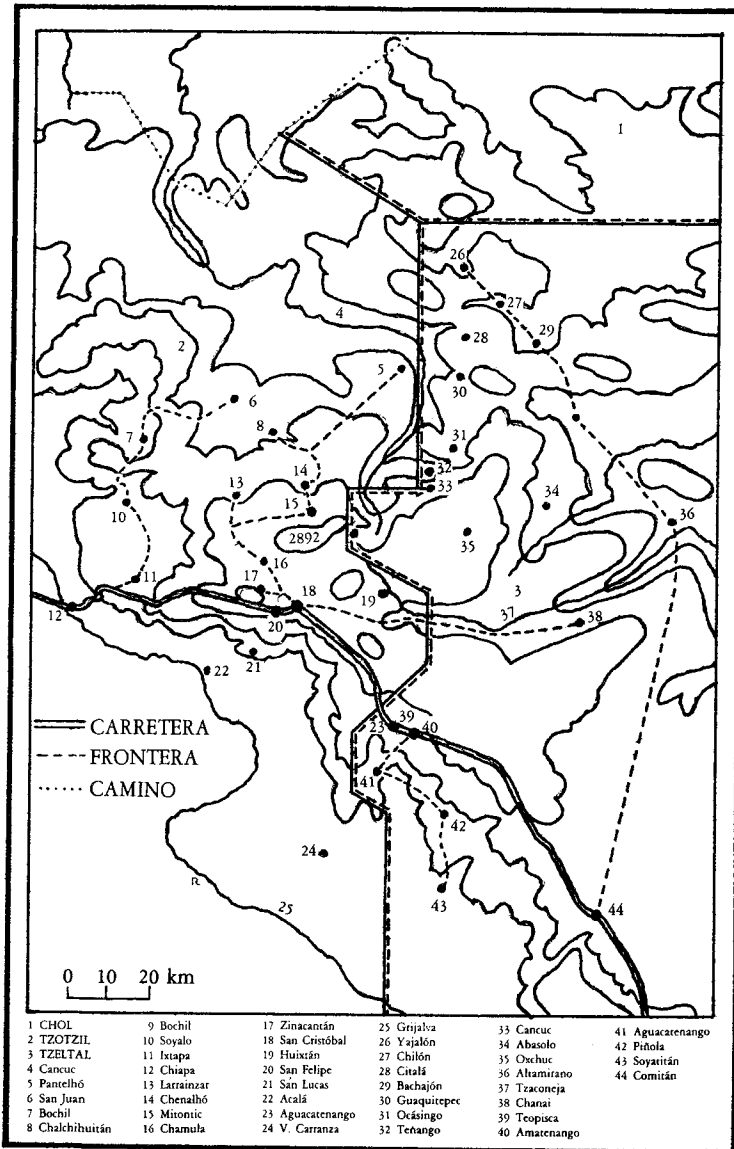 1
26
27
4
29
28
2
5
30
6
8
7
31
32
14
33
13
34
10
15
36
2892
35
16
11
17
3
18
19
37
12
20
38
21
22
CARRETERA
39
23
40
FRONTERA
41
CAMINO
42
24
R
43
25
44
0 10 20 km
1 CHOL
2 TZOTZIL
3 TZELTAL
4 Cancuc
5 Pantelhó
6 San Juan
7 Bochil
8 Chalchihuitán
9 Bochil
10 Soyalo
11 Ixtapa
12 Chiapa
13 Larrainzar
14 Chenalhó
15 Mitontic
16 Chamula
17 Zinacantán
18 San Cristóbal
19 Huixtán
20 San Felipe
21 San Lucas
22 Acalá
23 Aguacatenango
24 V. Carranza
25 Grijalva
26 Yajalón
27 Chilón
28 Citalá
29 Bachajón
30 Guaquitepec
31 Ocásingo
32 Tenango
33 Cancuc
34 Abasolo
35 Oxchuc
36 Altamirano
37 Tzaconeja
38 Chanai
39 Teopisca
40 Amatenango
41 Aguacatenango
42 Piñola
43 Soyatitán
44 Comitán